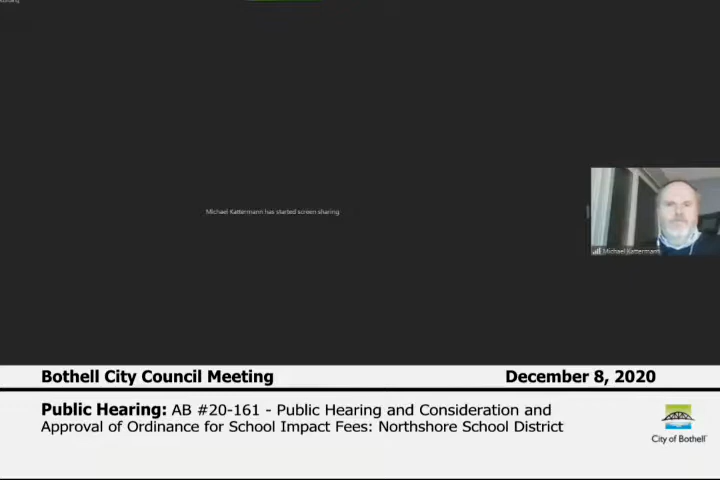 Michael Kattermann has started screen sharing
Michael Kattermann
Bothell City Council Meeting
December 8, 2020
Public Hearing: AB #20-161 - Public Hearing and Consideration and
Approval of Ordinance for School Impact Fees: Northshore School District
City of Bothell